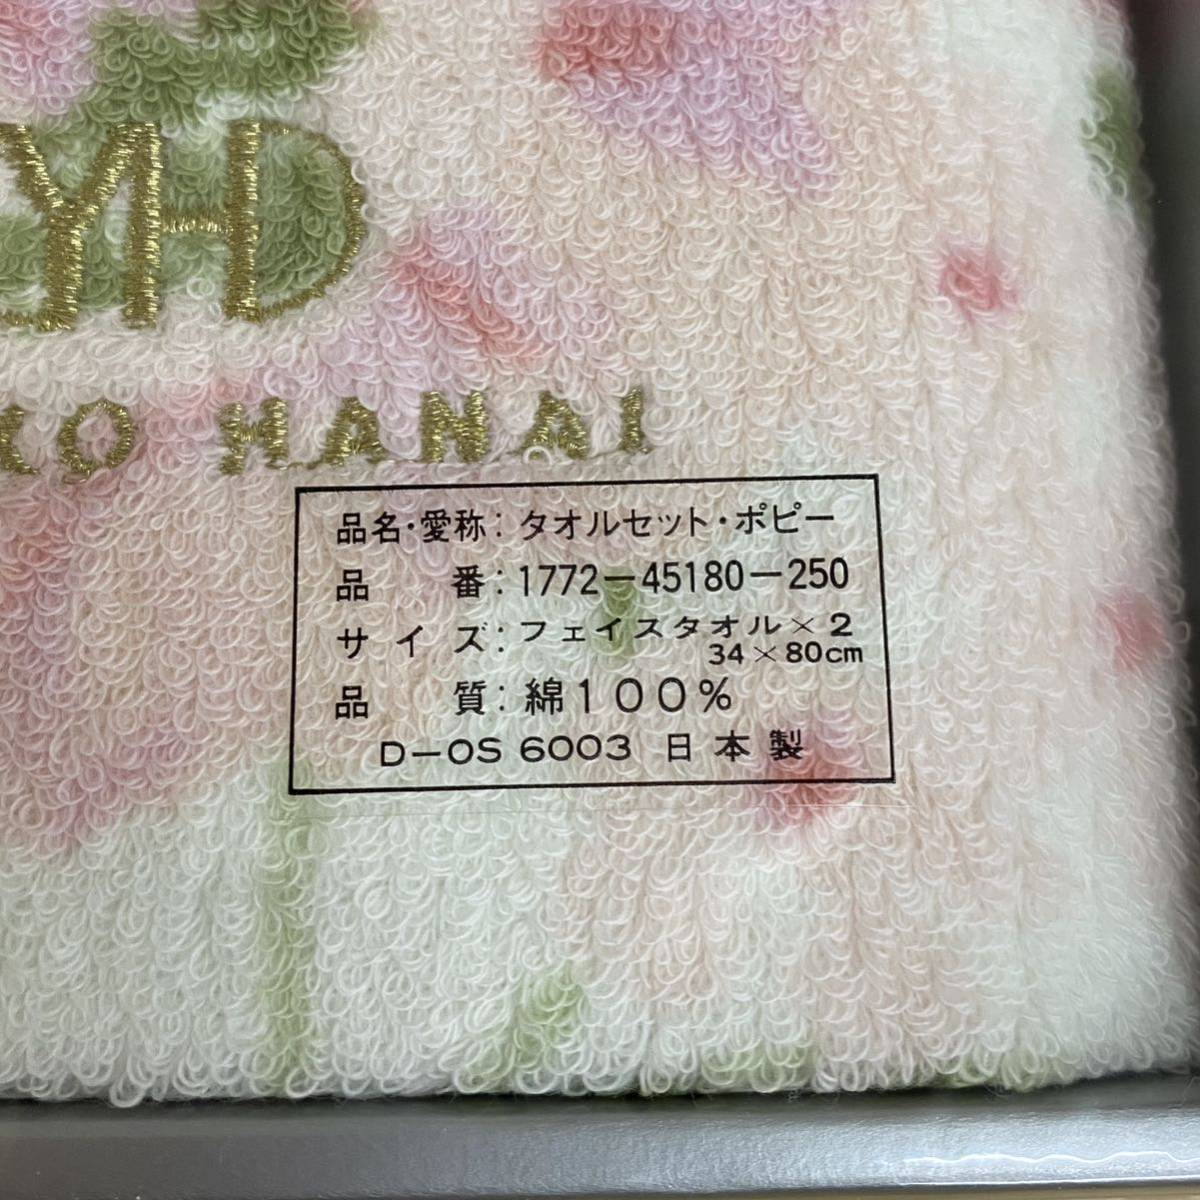 YHD
KO HANAI
品名・愛称：タオルセット・ポピー
品番：1772－45180－250
サイズ：フェイスタオル×2
34×80cm
品質：綿100％
D－OS 6003 日本製